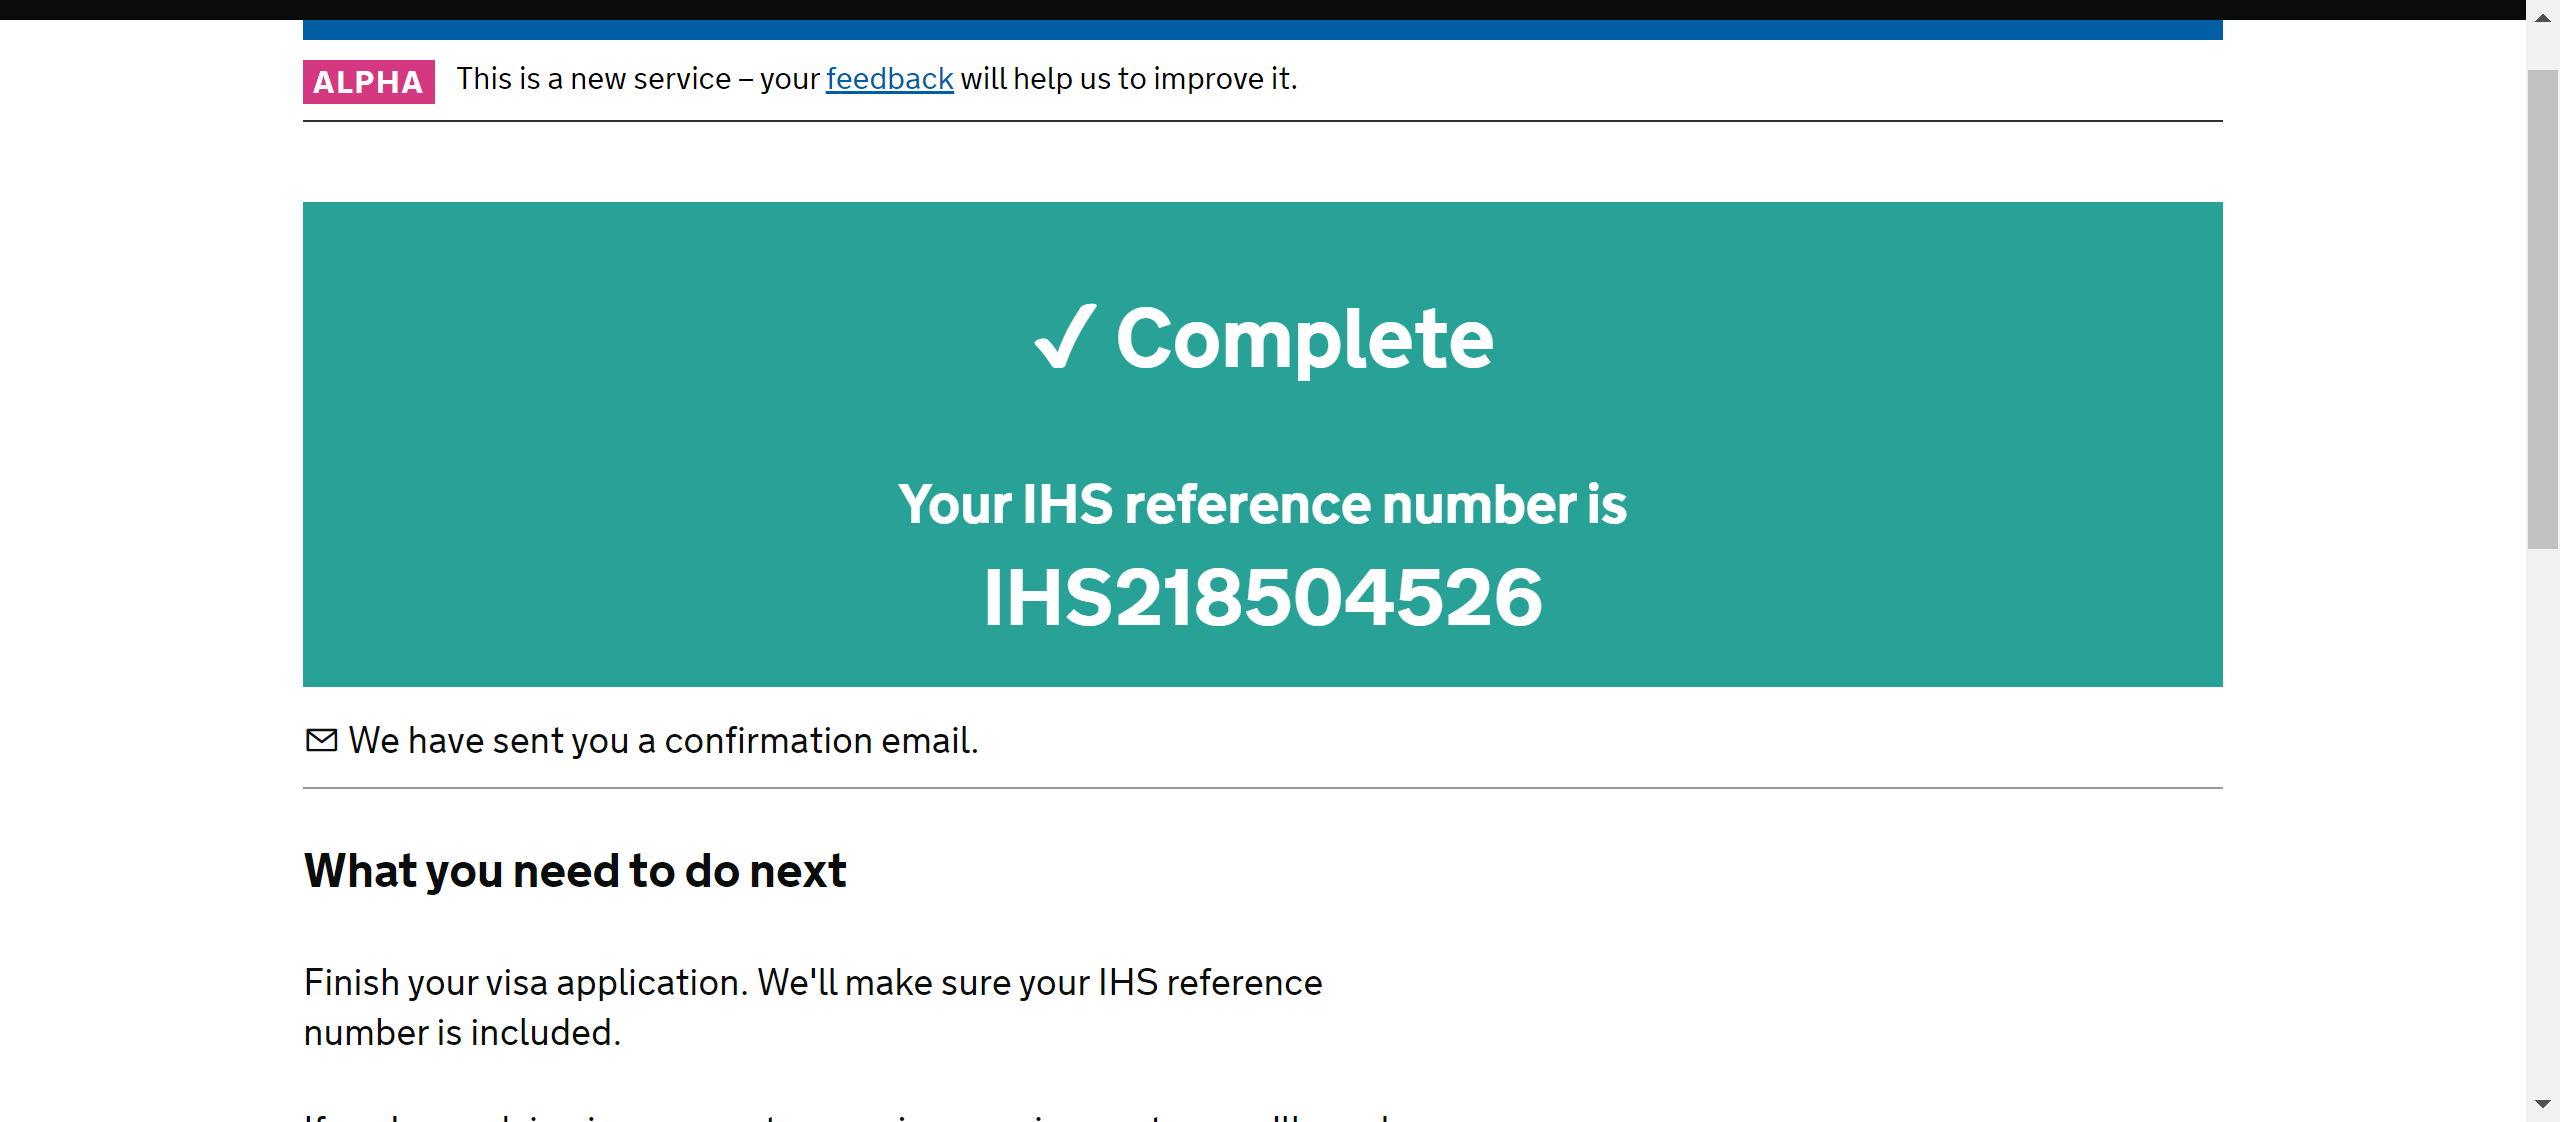 ALPHA This is a new service – your feedback will help us to improve it.
✓ Complete
Your IHS reference number is
IHS218504526
We have sent you a confirmation email.
What you need to do next
Finish your visa application. We'll make sure your IHS reference
number is included.